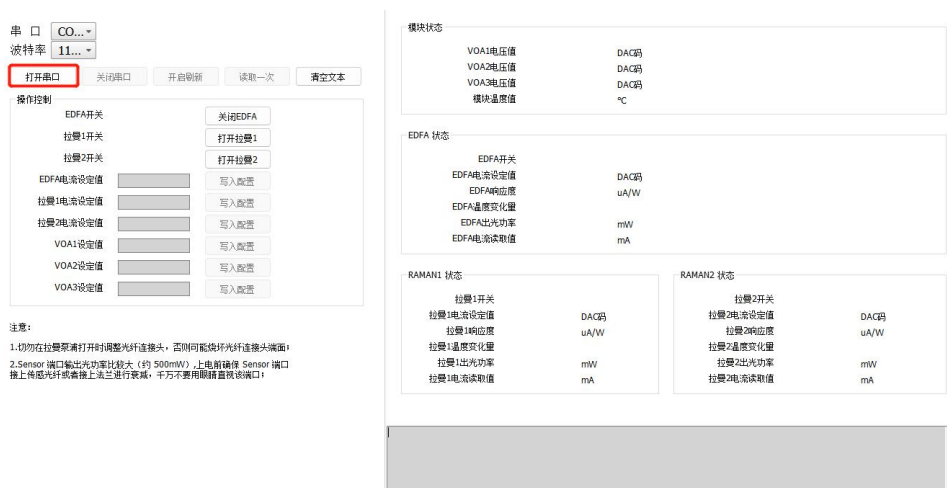 串 口 CO...
波特率 11...
打开串口 关闭串口 开启刷新 读取一次 清空文本
操作控制
EDFA开关 关闭EDFA
拉曼1开关 打开拉曼1
拉曼2开关 打开拉曼2
EDFA电流设定值 写入配置
拉曼1电流设定值 写入配置
拉曼2电流设定值 写入配置
VOA1设定值 写入配置
VOA2设定值 写入配置
VOA3设定值 写入配置
注意:
1.切勿在拉曼泵浦打开时调整光纤连接头,否则可能烧坏光纤连接头端面;
2.Sensor 端口输出光功率比较大(约 500mW),上电前确保 Sensor 端口
接上传感光纤或者接上法兰进行衰减,千万不要用眼睛直视该端口;
模块状态
VOA1电压值 DAC码
VOA2电压值 DAC码
VOA3电压值 DAC码
模块温度值 °C
EDFA 状态
EDFA开关
EDFA电流设定值 DAC码
EDFA响应度 uA/W
EDFA温度变化量
EDFA出光功率 mW
EDFA电流读取值 mA
RAMAN1 状态
拉曼1开关
拉曼1电流设定值 DAC码
拉曼1响应度 uA/W
拉曼1温度变化量
拉曼1出光功率 mW
拉曼1电流读取值 mA
RAMAN2 状态
拉曼2开关
拉曼2电流设定值 DAC码
拉曼2响应度 uA/W
拉曼2温度变化量
拉曼2出光功率 mW
拉曼2电流读取值 mA